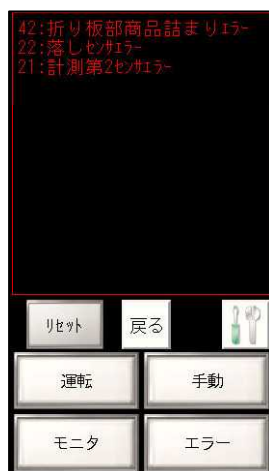 42:折り板部商品詰まりｴﾗｰ
22:落しｾﾝｻｴﾗｰ
21:計測第2ｾﾝｻｴﾗｰ
ﾘｾｯﾄ
戻る
運転
手動
モニタ
エラー